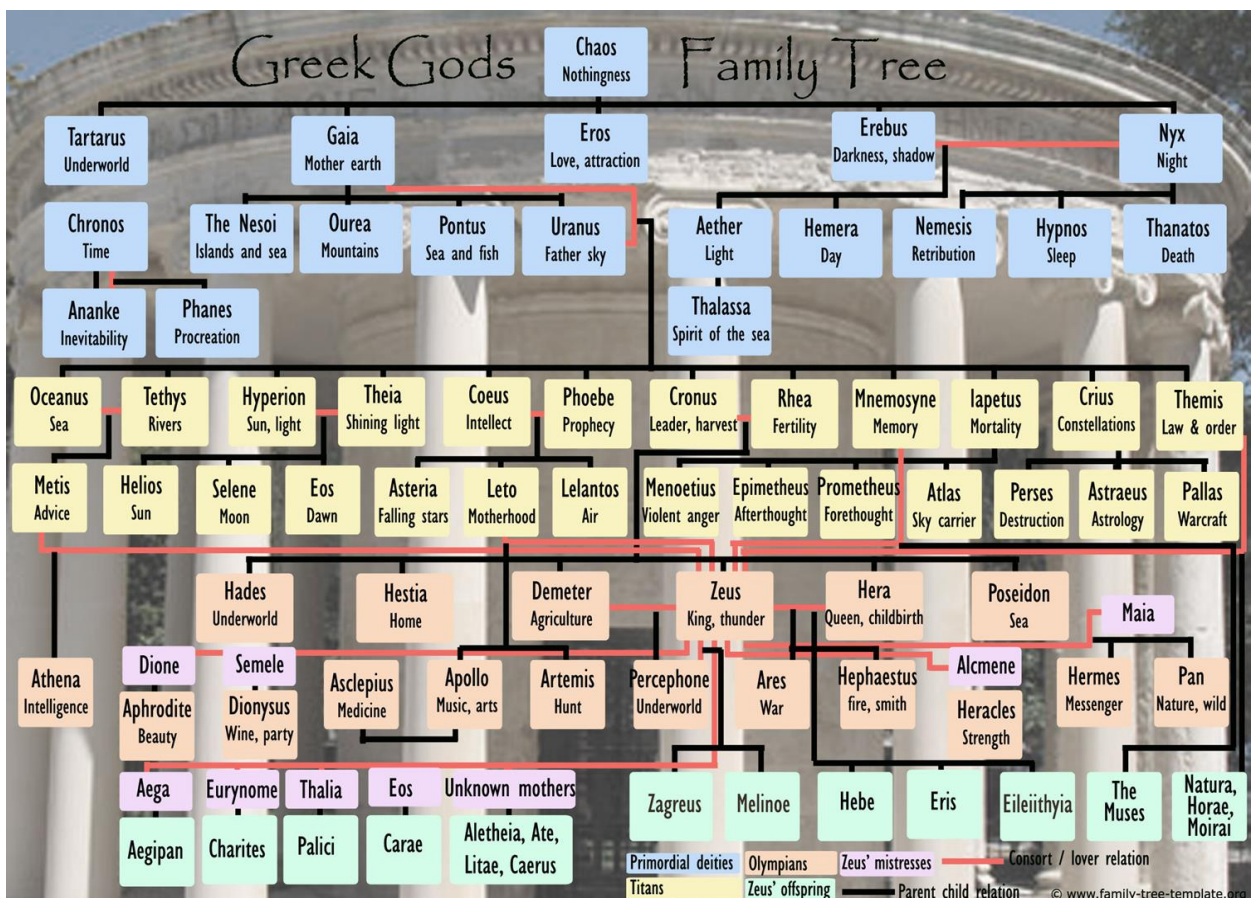 Greek Gods Family Tree
Chaos
Nothingness
Tartarus
Underworld
Gaia
Mother earth
Eros
Love, attraction
Erebus
Darkness, shadow
Nyx
Night
Chronos
Time
The Nesoi
Islands and sea
Ourea
Mountains
Pontus
Sea and fish
Uranus
Father sky
Aether
Light
Hemera
Day
Nemesis
Retribution
Hypnos
Sleep
Thanatos
Death
Ananke
Inevitability
Phanes
Procreation
Thalassa
Spirit of the sea
Oceanus
Sea
Tethys
Rivers
Hyperion
Sun, light
Theia
Shining light
Coeus
Intellect
Phoebe
Prophecy
Cronus
Leader, harvest
Rhea
Fertility
Mnemosyne
Memory
Iapetus
Mortality
Crius
Constellations
Themis
Law & order
Metis
Advice
Helios
Sun
Selene
Moon
Eos
Dawn
Asteria
Falling stars
Leto
Motherhood
Lelantos
Air
Menoetius
Violent anger
Epimetheus
Afterthought
Prometheus
Forethought
Atlas
Sky carrier
Perses
Destruction
Astraeus
Astrology
Pallas
Warcraft
Hades
Underworld
Hestia
Home
Demeter
Agriculture
Zeus
King, thunder
Hera
Queen, childbirth
Poseidon
Sea
Maia
Athena
Intelligence
Dione
Aphrodite
Beauty
Semele
Dionysus
Wine, party
Asclepius
Medicine
Apollo
Music, arts
Artemis
Hunt
Percephone
Underworld
Ares
War
Hephaestus
fire, smith
Alcmene
Heracles
Strength
Hermes
Messenger
Pan
Nature, wild
Aega
Aegipan
Eurynome
Charites
Thalia
Palici
Eos
Carae
Unknown mothers
Aletheia, Ate,
Litae, Caerus
Zagreus
Melinoe
Hebe
Eris
Eileiithyia
The
Muses
Natura,
Horae,
Moirai
Primordial deities
Olympians
Zeus' mistresses
Consort / lover relation
Titans
Zeus' offspring
Parent child relation
© www.family-tree-template.org